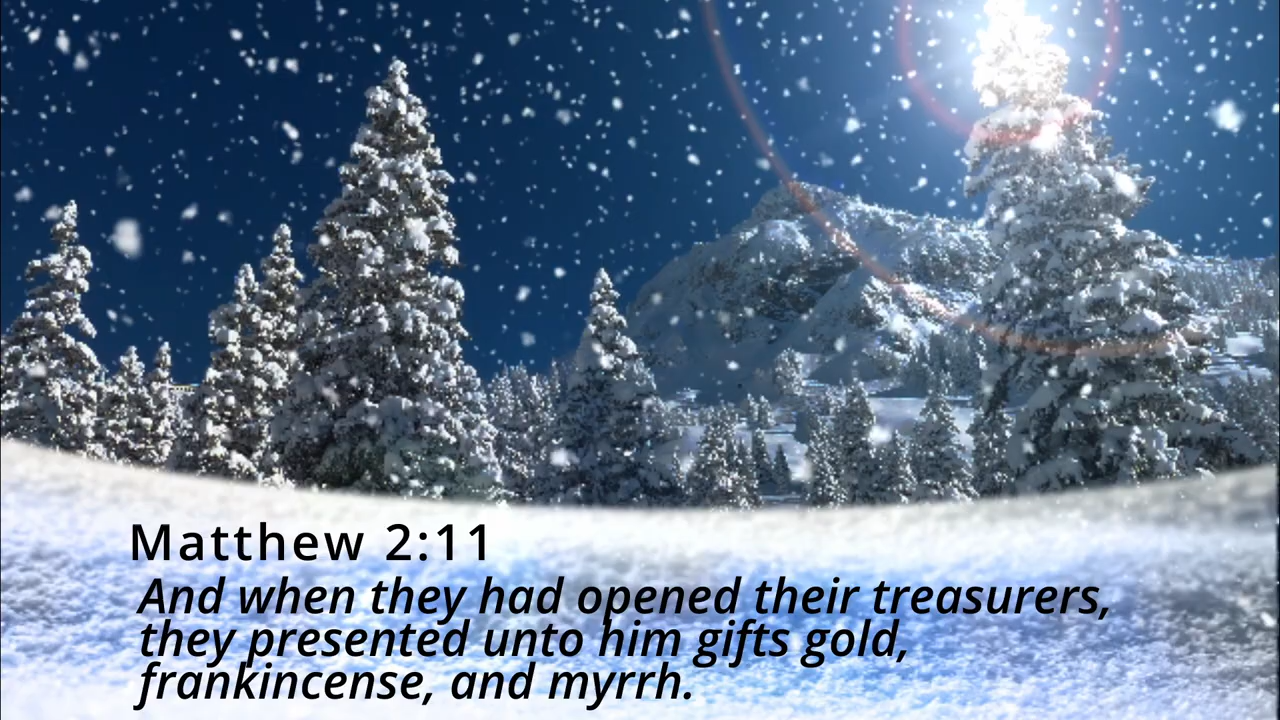 Matthew 2:11
And when they had opened their treasurers,
they presented unto him gifts gold,
frankincense, and myrrh.